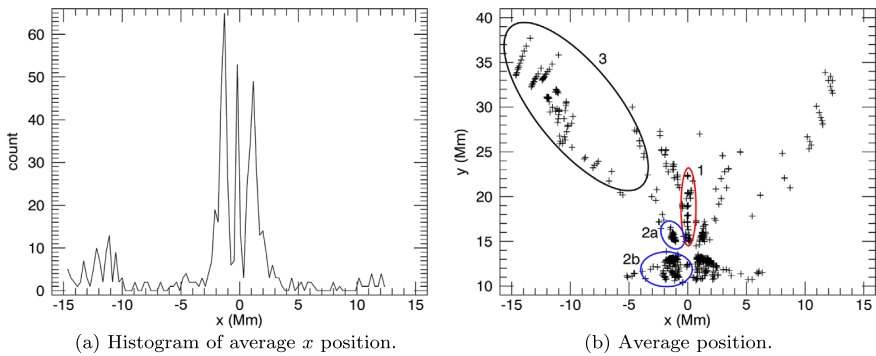 60
50
40
30
20
10
0
count
-15 -10 -5 0 5 10 15
x (Mm)
(a) Histogram of average x position.
40
35
30
25
20
15
10
y (Mm)
3
1
2a
2b
-15 -10 -5 0 5 10 15
x (Mm)
(b) Average position.